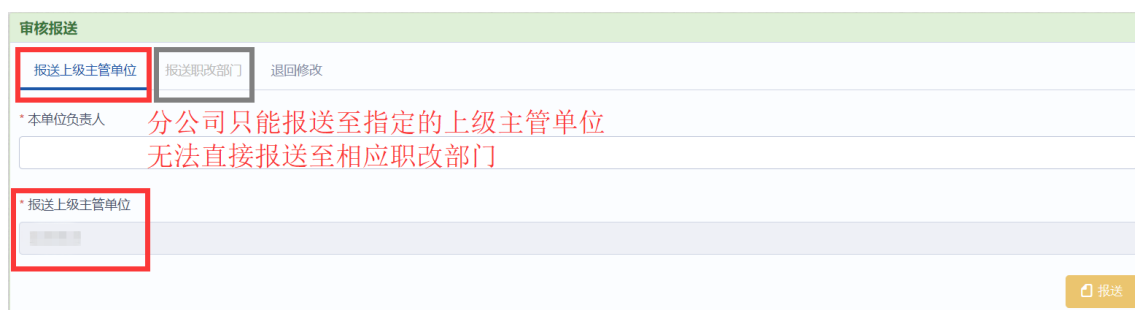 审核报送
报送上级主管单位 报送职改部门 退回修改
* 本单位负责人
分公司只能报送至指定的上级主管单位
无法直接报送至相应职改部门
* 报送上级主管单位
报送